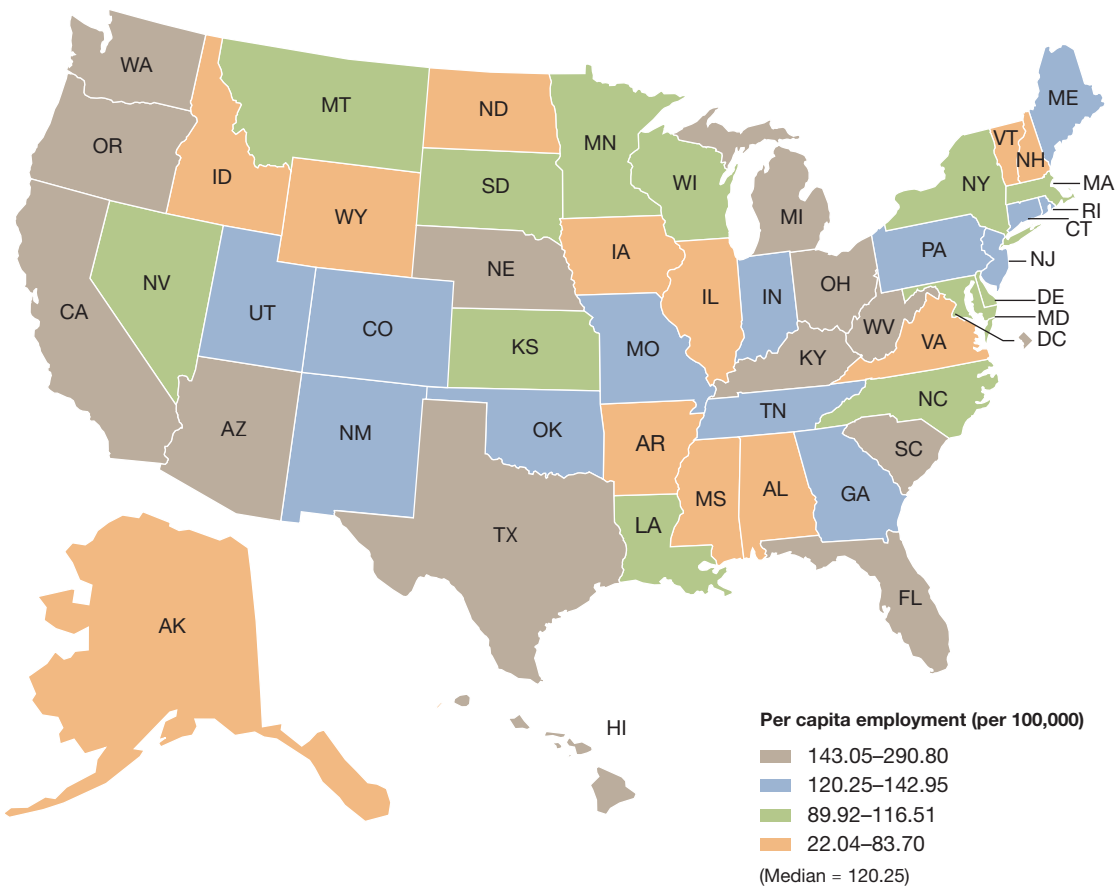 WA
MT
ND
MN
ME
OR
ID
SD
WI
VT
NH
WY
NY
MA
MI
RI
CT
NV
NE
IA
PA
NJ
CA
UT
CO
IL
IN
OH
DE
MD
DC
KS
MO
WV
VA
KY
AZ
NM
OK
TN
NC
AR
SC
TX
LA
MS
AL
GA
FL
AK
HI
Per capita employment (per 100,000)
143.05–290.80
120.25–142.95
89.92–116.51
22.04–83.70
(Median = 120.25)